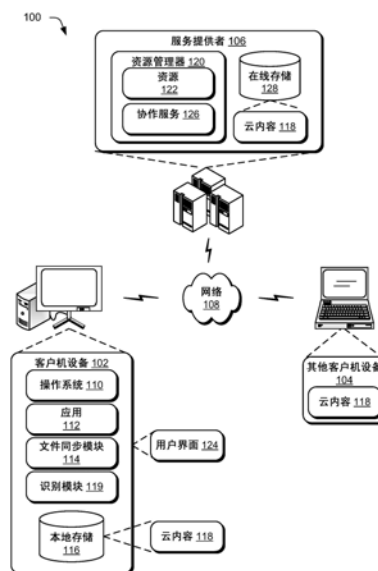 100
服务提供者 106
资源管理器 120
资源
122
协作服务 126
在线存储
128
云内容 118
网络
108
客户机设备 102
操作系统 110
应用
112
文件同步模块
114
识别模块 119
本地存储
116
用户界面 124
云内容 118
其他客户机设备
104
云内容 118